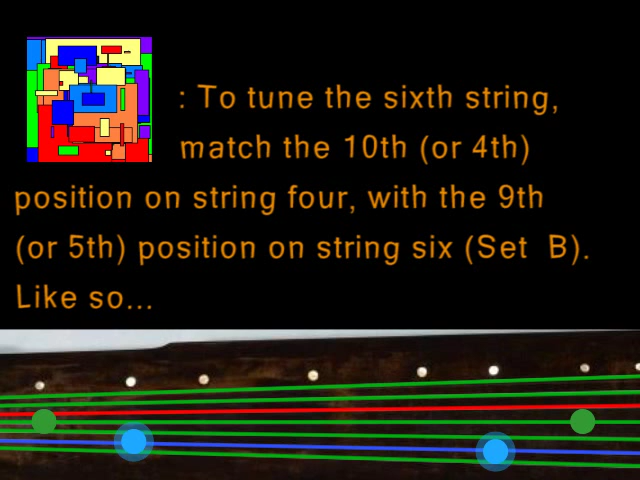 : To tune the sixth string,
match the 10th (or 4th)
position on string four, with the 9th
(or 5th) position on string six (Set B).
Like so...